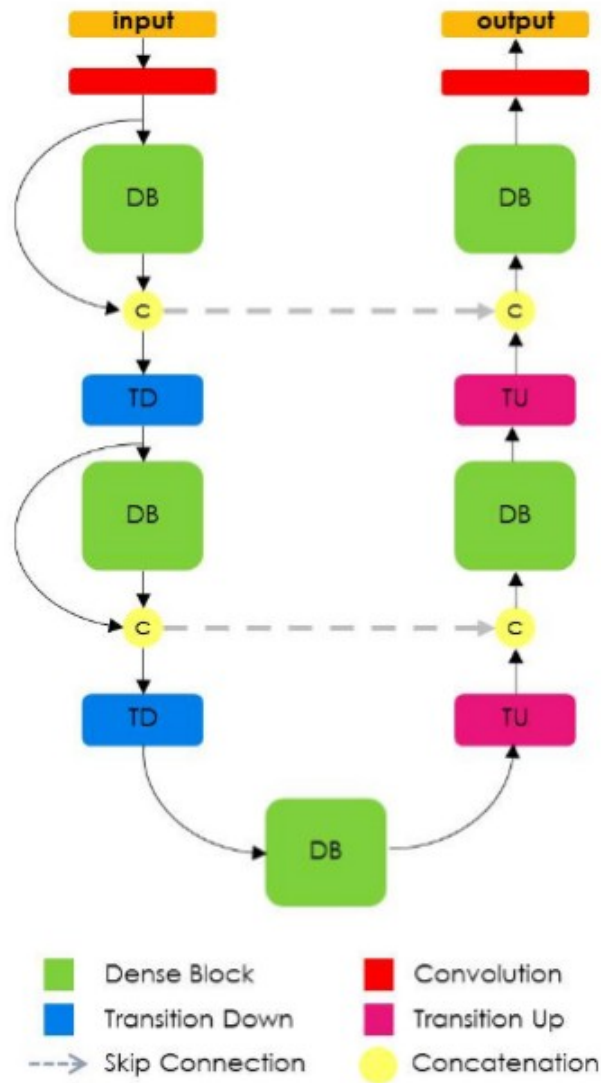 input output
DB DB
C C
TD TU
DB DB
C C
TD TU
DB
Dense Block Convolution
Transition Down Transition Up
Skip Connection Concatenation